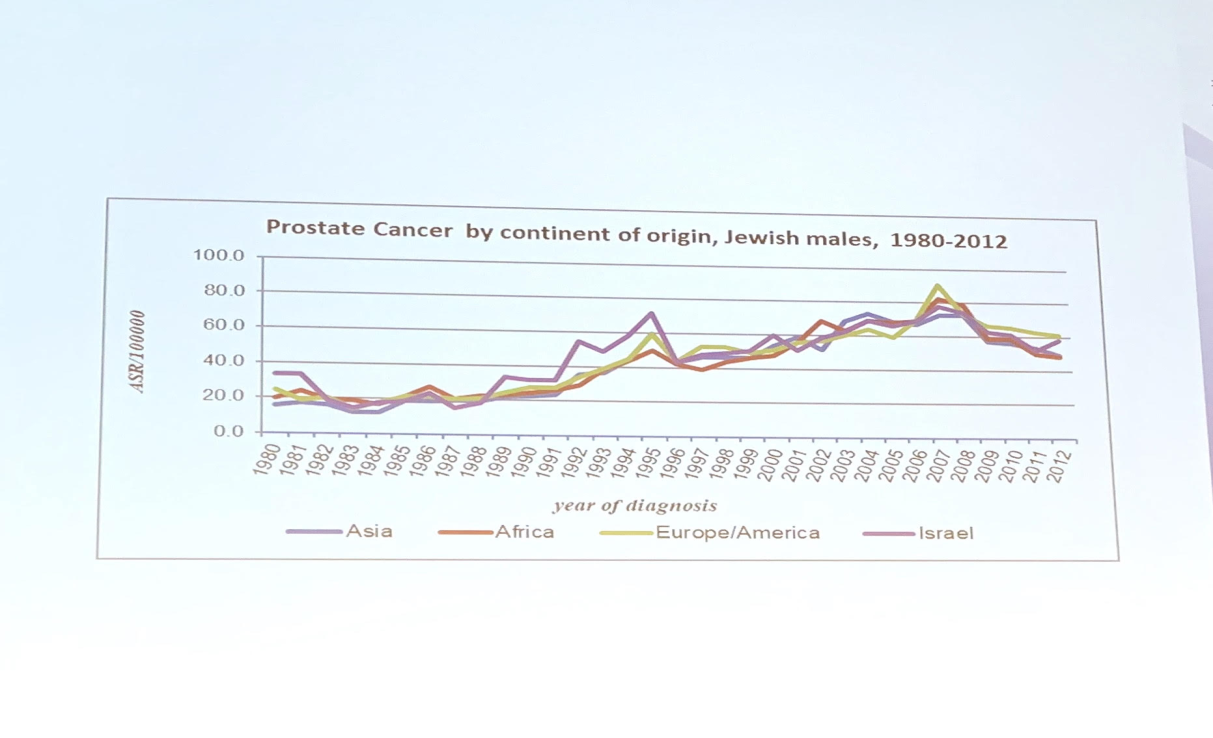 Prostate Cancer by continent of origin, Jewish males, 1980-2012
100.0
80.0
60.0
40.0
20.0
0.0
ASR/100000
1980 1981 1982 1983 1984 1985 1986 1987 1988 1989 1990 1991 1992 1993 1994 1995 1996 1997 1998 1999 2000 2001 2002 2003 2004 2005 2006 2007 2008 2009 2010 2011 2012
year of diagnosis
Asia Africa Europe/America Israel